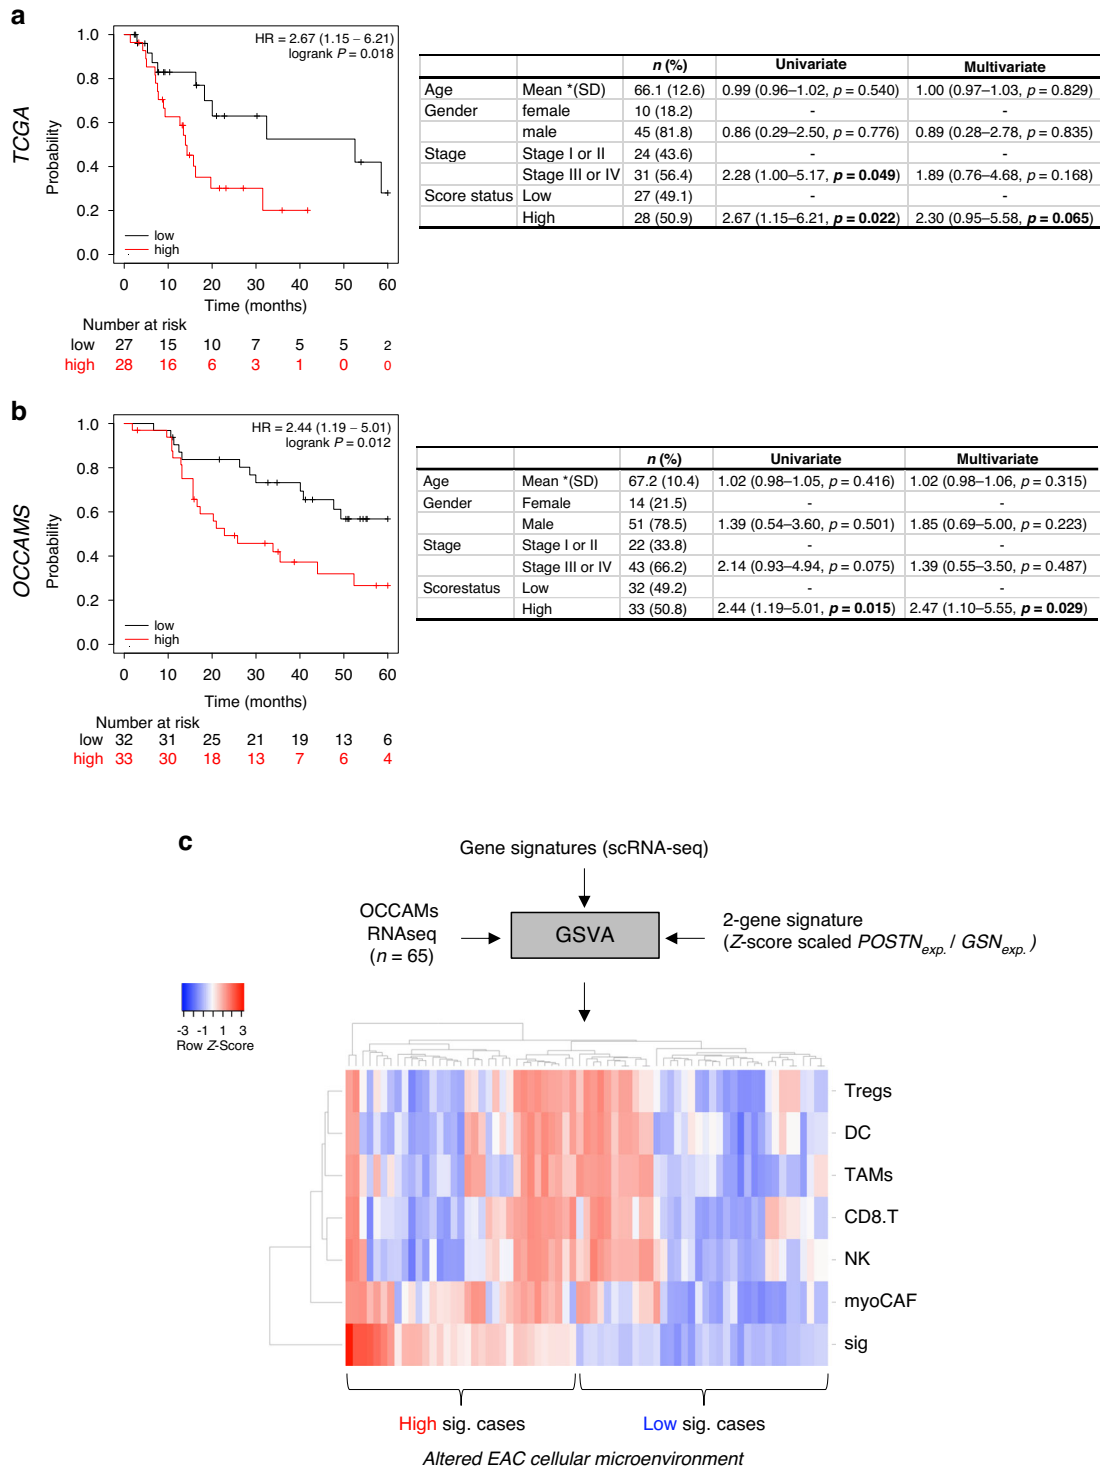 a
TCGA
Probability
1.0
0.8
0.6
0.4
0.2
0.0
HR = 2.67 (1.15 – 6.21)
logrank P = 0.018
low
high
0 10 20 30 40 50 60
Time (months)
Number at risk
low 27 15 10 7 5 5 2
high 28 16 6 3 1 0 0
n (%) Univariate Multivariate
Age Mean *(SD) 66.1 (12.6) 0.99 (0.96–1.02, p = 0.540) 1.00 (0.97–1.03, p = 0.829)
Gender female 10 (18.2) - -
male 45 (81.8) 0.86 (0.29–2.50, p = 0.776) 0.89 (0.28–2.78, p = 0.835)
Stage Stage I or II 24 (43.6) - -
Stage III or IV 31 (56.4) 2.28 (1.00–5.17, p = 0.049) 1.89 (0.76–4.68, p = 0.168)
Score status Low 27 (49.1) - -
High 28 (50.9) 2.67 (1.15–6.21, p = 0.022) 2.30 (0.95–5.58, p = 0.065)
b
OCCAMS
Probability
1.0
0.8
0.6
0.4
0.2
0.0
HR = 2.44 (1.19 – 5.01)
logrank P = 0.012
low
high
0 10 20 30 40 50 60
Time (months)
Number at risk
low 32 31 25 21 19 13 6
high 33 30 18 13 7 6 4
n (%) Univariate Multivariate
Age Mean *(SD) 67.2 (10.4) 1.02 (0.98–1.05, p = 0.416) 1.02 (0.98–1.06, p = 0.315)
Gender Female 14 (21.5) - -
Male 51 (78.5) 1.39 (0.54–3.60, p = 0.501) 1.85 (0.69–5.00, p = 0.223)
Stage Stage I or II 22 (33.8) - -
Stage III or IV 43 (66.2) 2.14 (0.93–4.94, p = 0.075) 1.39 (0.55–3.50, p = 0.487)
Scorestatus Low 32 (49.2) - -
High 33 (50.8) 2.44 (1.19–5.01, p = 0.015) 2.47 (1.10–5.55, p = 0.029)
c
Gene signatures (scRNA-seq)
OCCAMs
RNAseq
(n = 65)
GSVA
2-gene signature
(Z-score scaled POSTNexp. / GSNexp. )
-3 -1 1 3
Row Z-Score
Tregs
DC
TAMs
CD8.T
NK
myoCAF
sig
High sig. cases
Low sig. cases
Altered EAC cellular microenvironment